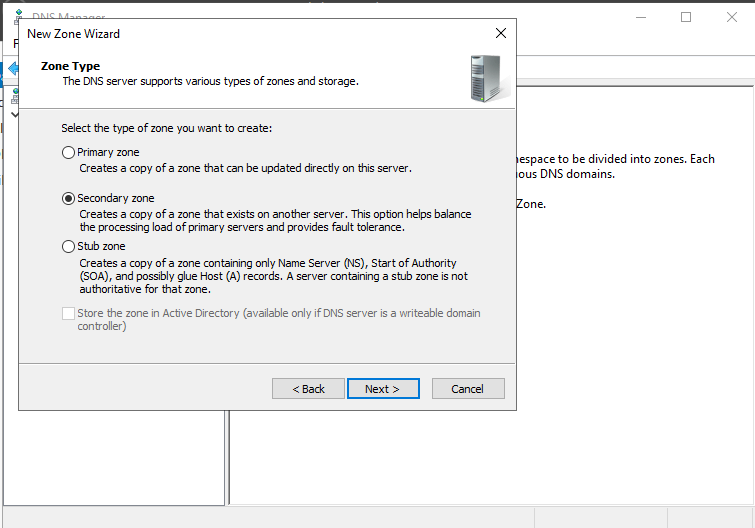 DNS Manager
New Zone Wizard
Zone Type
The DNS server supports various types of zones and storage.
Select the type of zone you want to create:
Primary zone
Creates a copy of a zone that can be updated directly on this server.
Secondary zone
Creates a copy of a zone that exists on another server. This option helps balance
the processing load of primary servers and provides fault tolerance.
Stub zone
Creates a copy of a zone containing only Name Server (NS), Start of Authority
(SOA), and possibly glue Host (A) records. A server containing a stub zone is not
authoritative for that zone.
Store the zone in Active Directory (available only if DNS server is a writeable domain
controller)
< Back
Next >
Cancel
espace to be divided into zones. Each
ous DNS domains.
Zone.